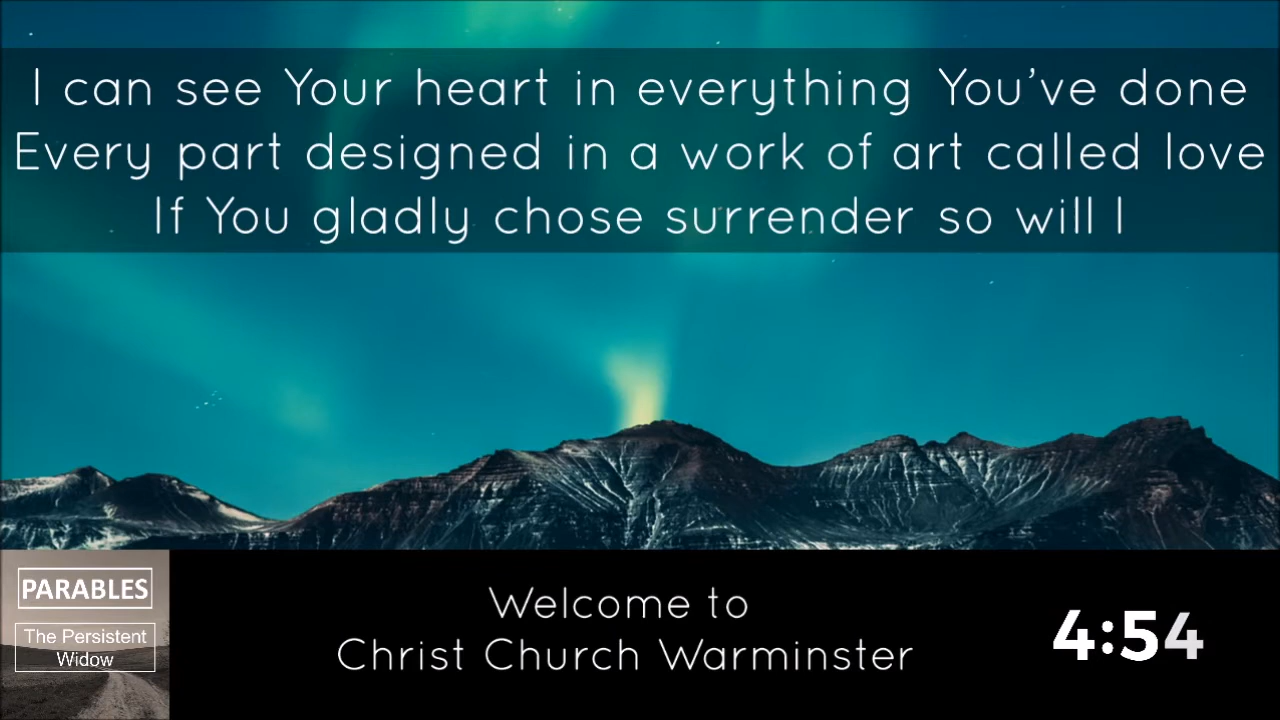 I can see Your heart in everything You’ve done
Every part designed in a work of art called love
If You gladly chose surrender so will I
PARABLES
The Persistent
Widow
Welcome to
Christ Church Warminster
4:54